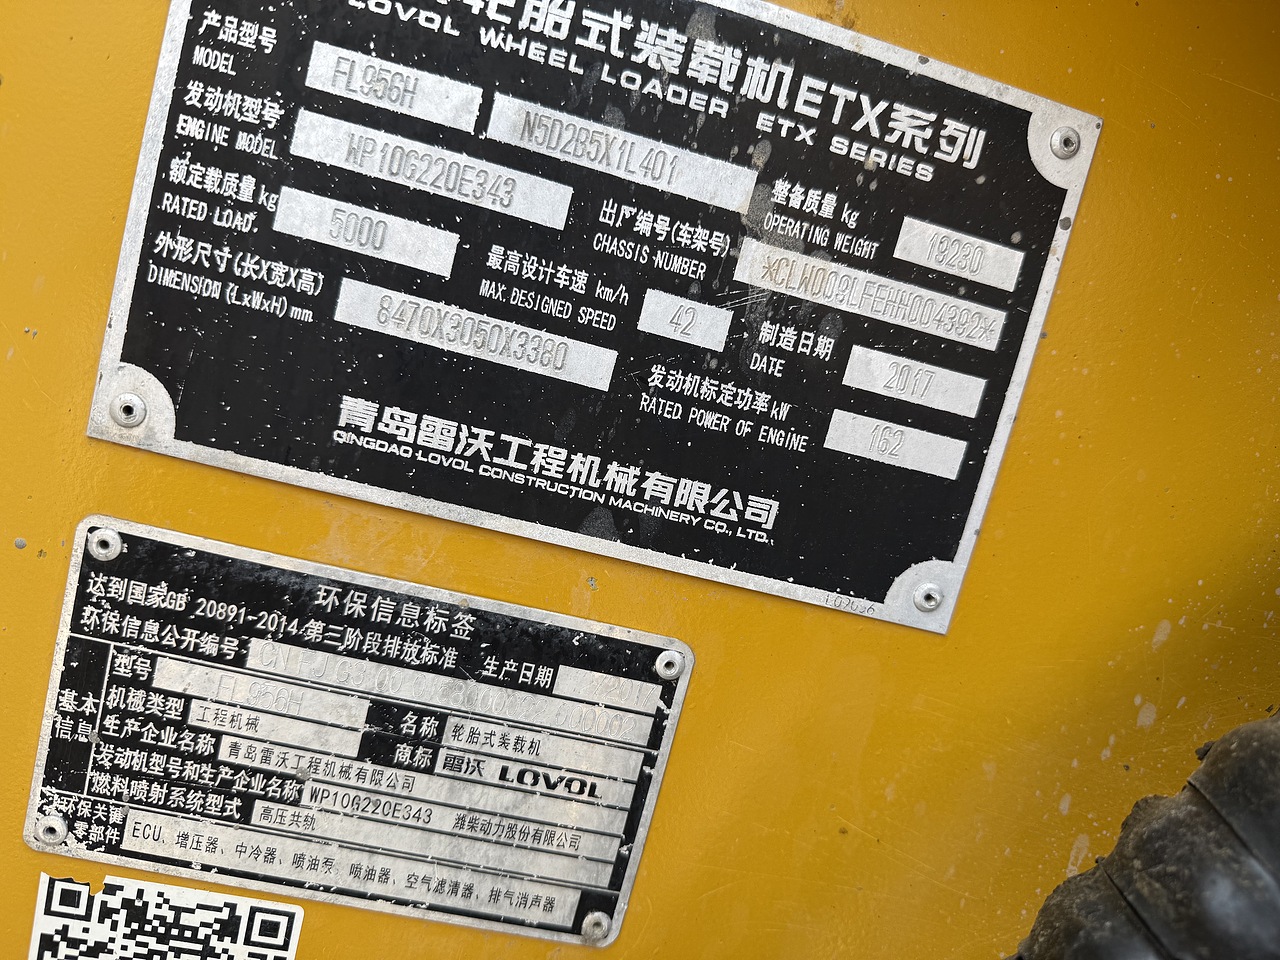 轮胎式装载机ETX系列
LOVOL WHEEL LOADER ETX SERIES
产品型号
MODEL
FL956H
N5D2B5X1L401
发动机型号
ENGINE MODEL
WP10G220E343
整备质量 kg
OPERATING WEIGHT
19230
额定载质量 kg
RATED LOAD.
5000
出厂编号(车架号)
CHASSIS NUMBER
外形尺寸(长X宽X高)
DIMENSION (LxWxH) mm
8470X3050X3380
最高设计车速 km/h
MAX. DESIGNED SPEED
42
制造日期
DATE
2017
发动机标定功率 kW
RATED POWER OF ENGINE
162
青岛雷沃工程机械有限公司
QINGDAO LOVOL CONSTRUCTION MACHINERY CO., LTD.
环保信息标签
达到国家GB 20891-2014 第三阶段排放标准
生产日期
环保信息公开编号
基本信息
型号 FL956H
机械类型 工程机械
名称 轮胎式装载机
生产企业名称 青岛雷沃工程机械有限公司
商标 雷沃 LOVOL
发动机型号和生产企业名称 WP10G220E343 潍柴动力股份有限公司
燃料喷射系统型式 高压共轨
环保关键零部件 ECU、增压器、中冷器、喷油泵、喷油器、空气滤清器、排气消声器